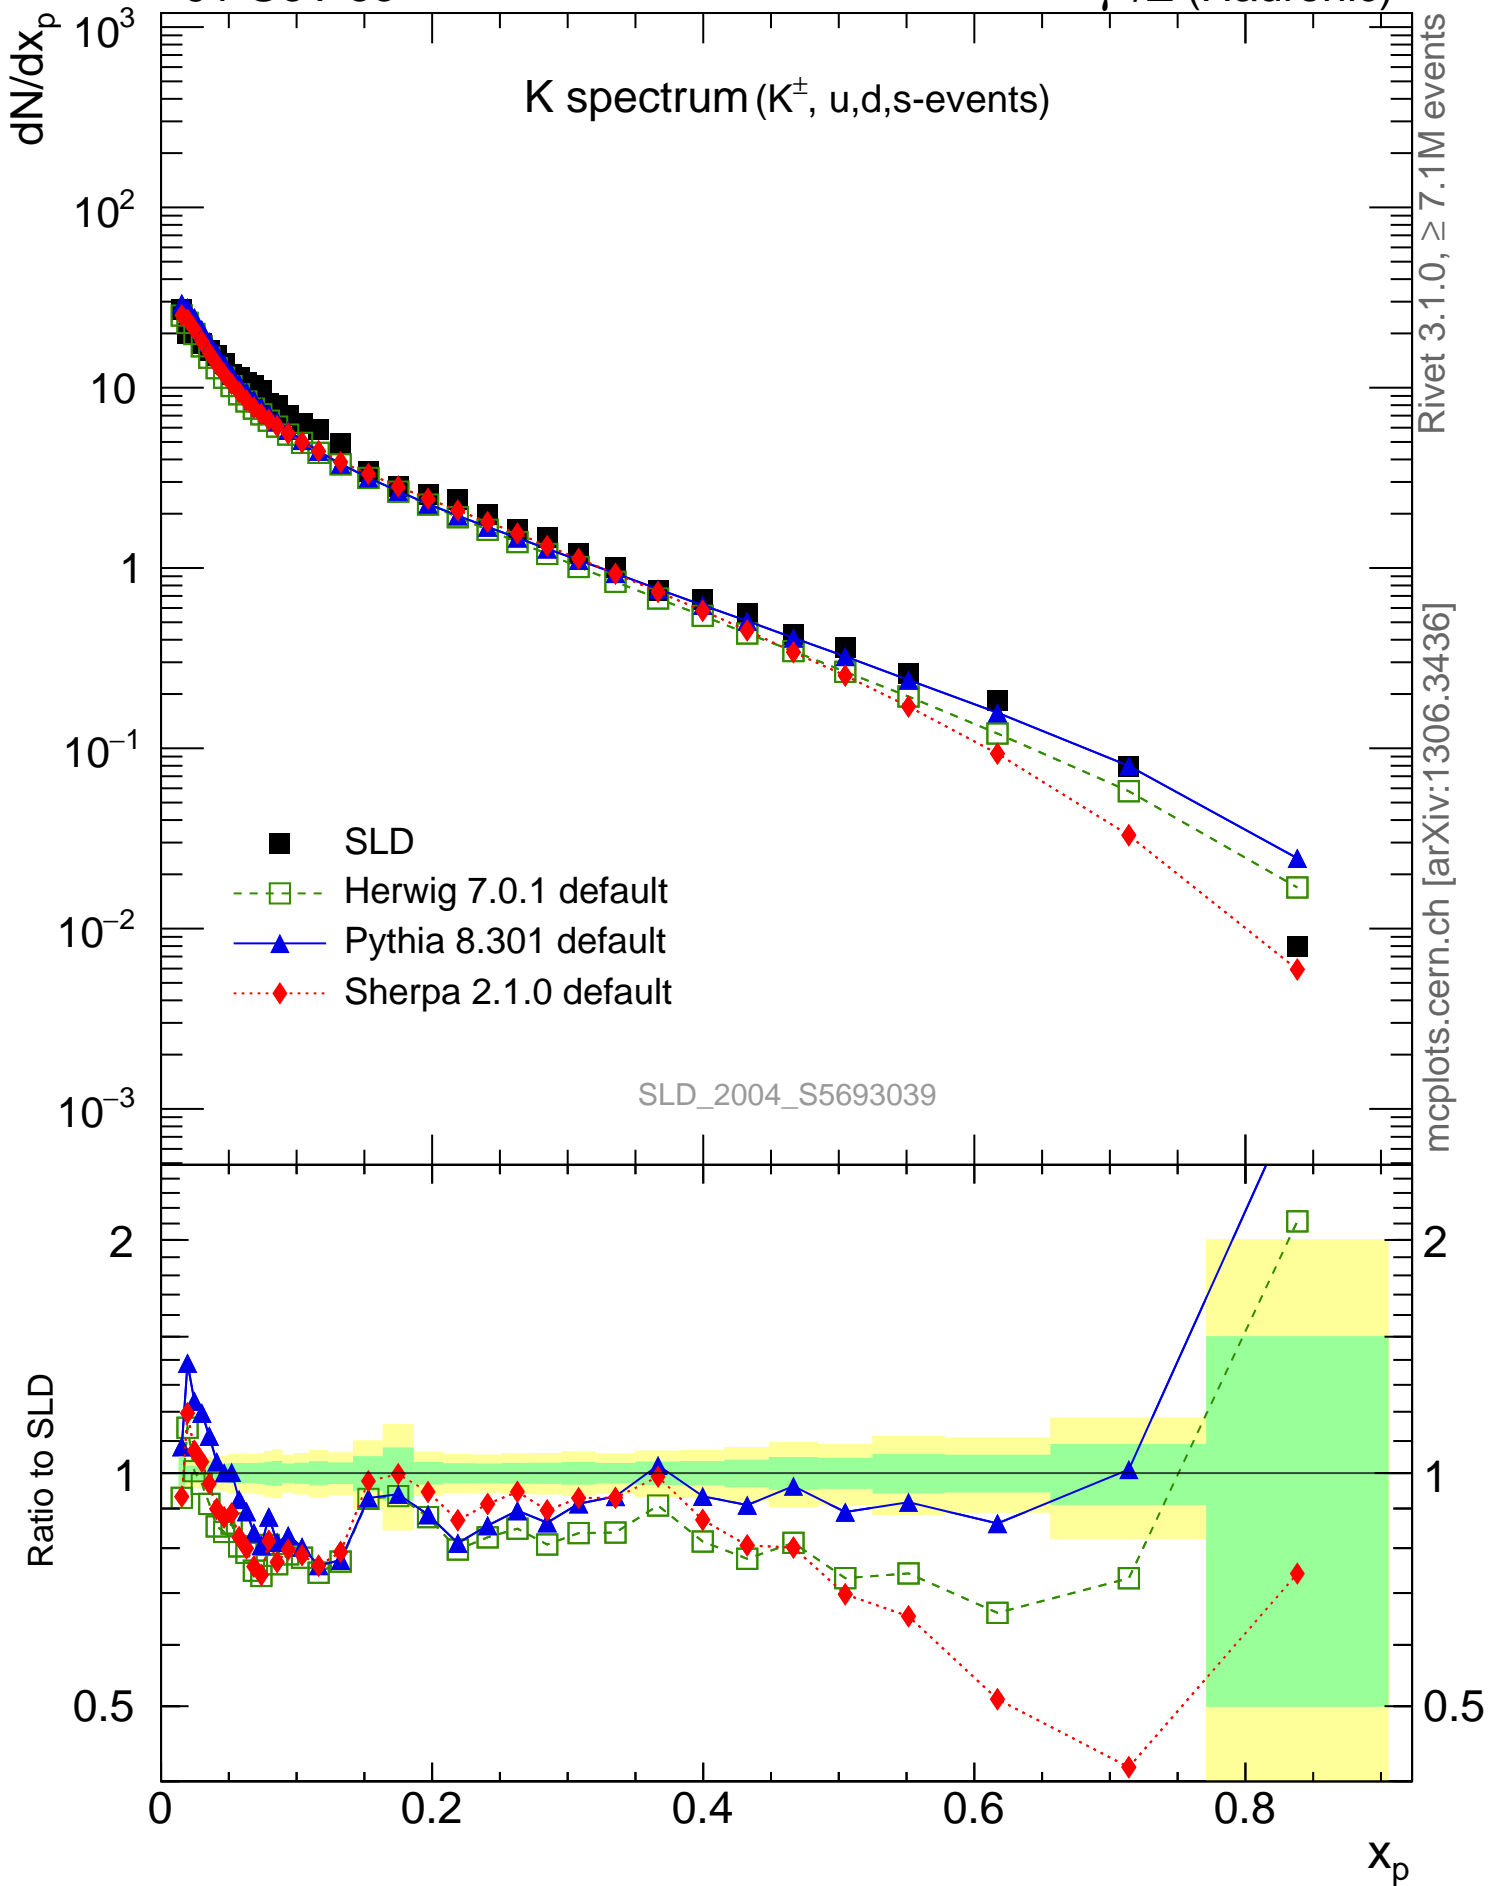 dN/dx_p
K spectrum (K^±, u,d,s-events)
10^3
10^2
10
1
10^−1
10^−2
10^−3
SLD
Herwig 7.0.1 default
Pythia 8.301 default
Sherpa 2.1.0 default
SLD_2004_S5693039
Rivet 3.1.0, ≥ 7.1M events
mcplots.cern.ch [arXiv:1306.3436]
Ratio to SLD
2
1
0.5
2
1
0.5
0 0.2 0.4 0.6 0.8
x_p